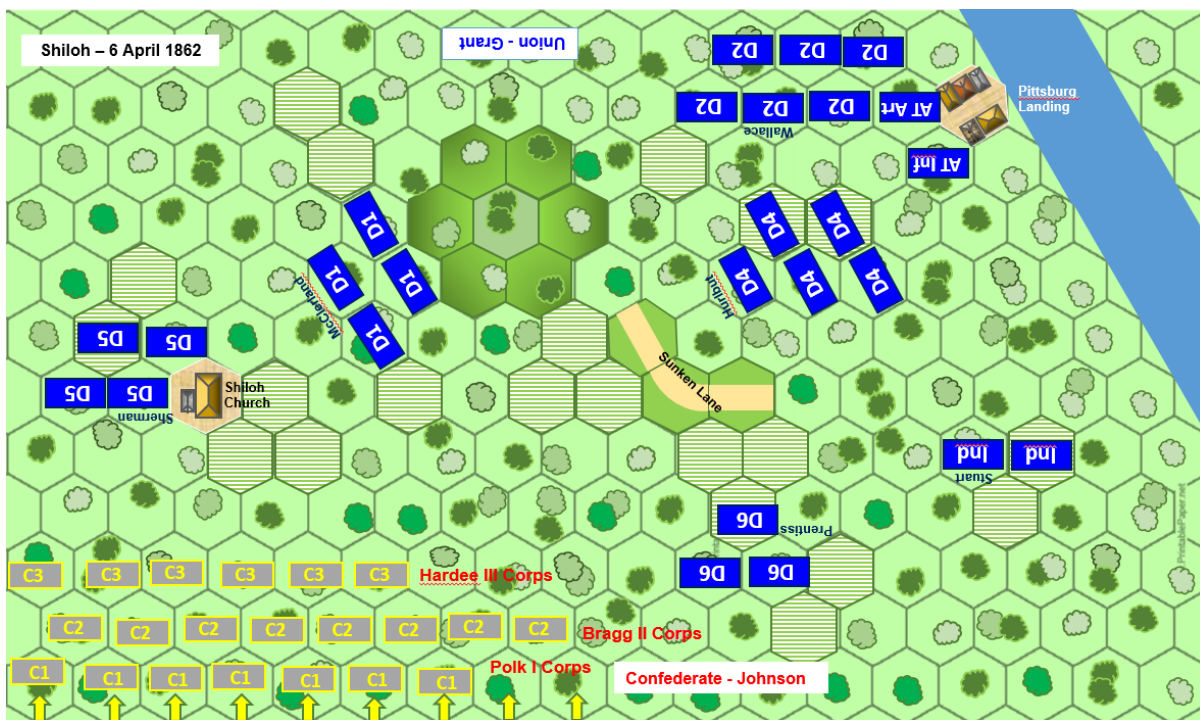 Shiloh – 6 April 1862
Union - Grant
D2 D2 D2
D2 D2 D2 AT Art
Wallace
Pittsburg
Landing
AT Inf
D1
D4 D4
D1 D1
D4 D4 D4
McClerland
Hurlbut
D1
D5 D5
Sunken Lane
D5 D5
Shiloh
Church
Sherman
Ind Ind
Stuart
D6
Prentiss
D6 D6
C3 C3 C3 C3 C3 C3
Hardee III Corps
C2 C2 C2 C2 C2 C2 C2 C2
Bragg II Corps
Polk I Corps
C1 C1 C1 C1 C1 C1 C1
Confederate - Johnson
PrintablePaper.net